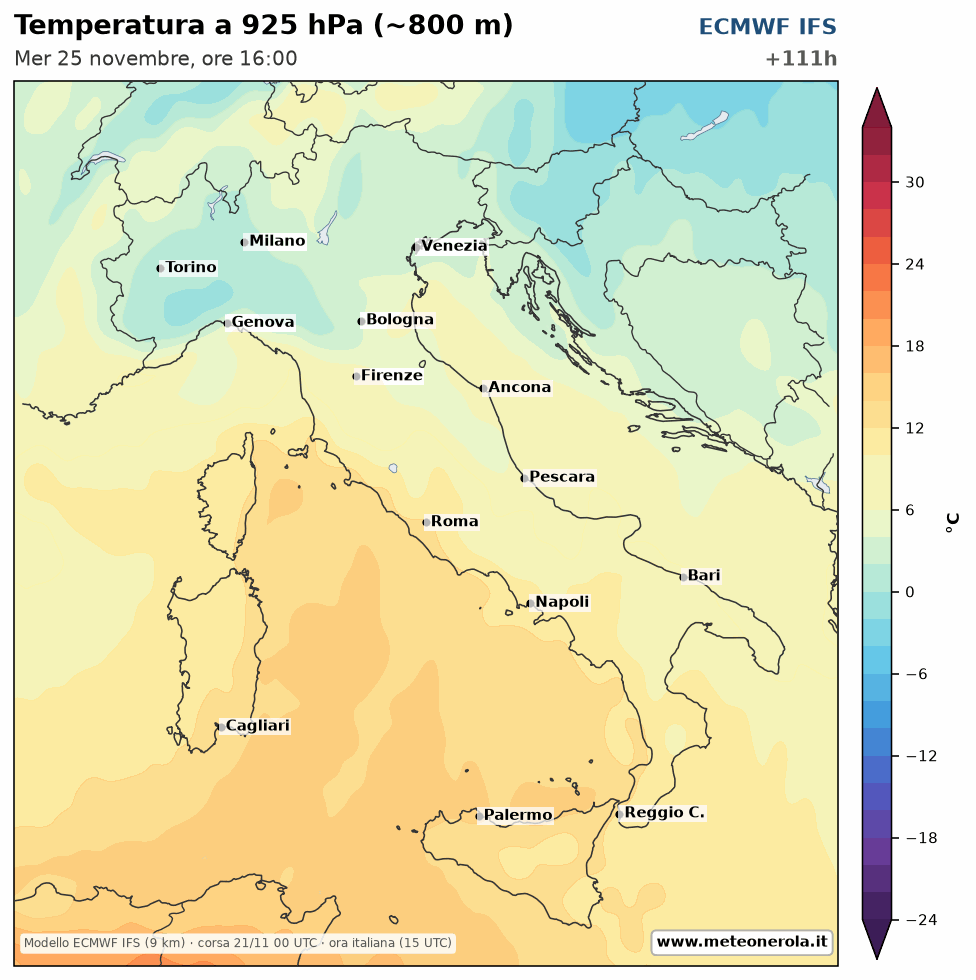 Temperatura a 925 hPa (~800 m)
ECMWF IFS
Mer 25 novembre, ore 16:00
+111h
Milano
Venezia
Torino
Genova
Bologna
Firenze
Ancona
Pescara
Roma
Bari
Napoli
Cagliari
Palermo
Reggio C.
30
24
18
12
6
0
−6
−12
−18
−24
°C
Modello ECMWF IFS (9 km) · corsa 21/11 00 UTC · ora italiana (15 UTC)
www.meteonerola.it